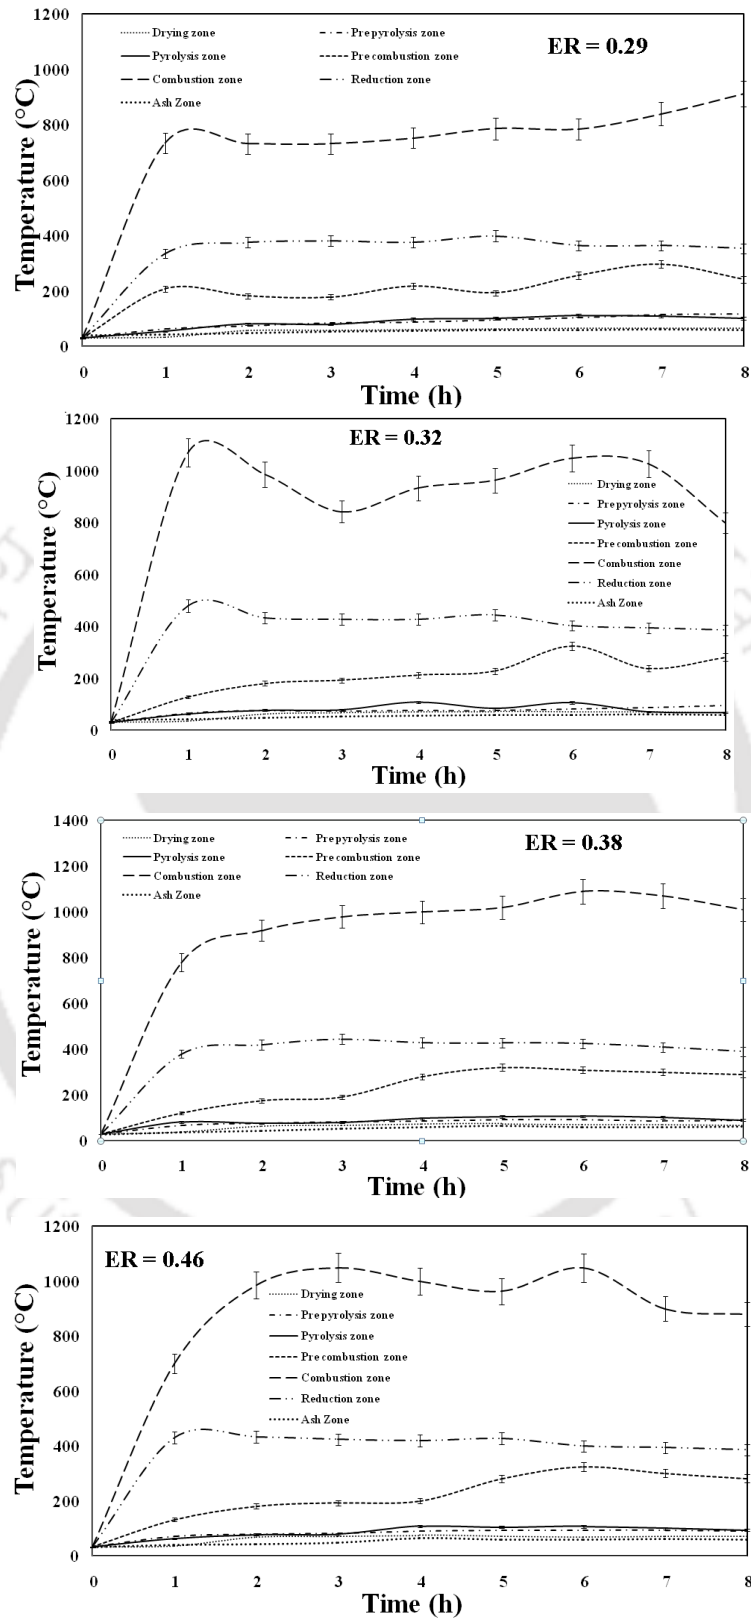 1200
Drying zone Prepyrolysis zone
ER = 0.29
Pyrolysis zone Precombustion zone
1000
Combustion zone Reduction zone
Ash Zone
800
600
400
200
0
Temperature (°C)
0 1 2 3 4 5 6 7 8
Time (h)
1200
ER = 0.32
1000
Drying zone
Prepyrolysis zone
800
Pyrolysis zone
Precombustion zone
Combustion zone
600
Reduction zone
Ash Zone
400
200
0
Temperature (°C)
0 1 2 3 4 5 6 7 8
Time (h)
1400
Drying zone Prepyrolysis zone
ER = 0.38
Pyrolysis zone Precombustion zone
1200
Combustion zone Reduction zone
Ash Zone
1000
800
600
400
200
0
Temperature (°C)
0 1 2 3 4 5 6 7 8
Time (h)
1200
ER = 0.46
1000
Drying zone
Prepyrolysis zone
800
Pyrolysis zone
Precombustion zone
Combustion zone
600
Reduction zone
Ash Zone
400
200
0
Temperature (°C)
0 1 2 3 4 5 6 7 8
Time (h)